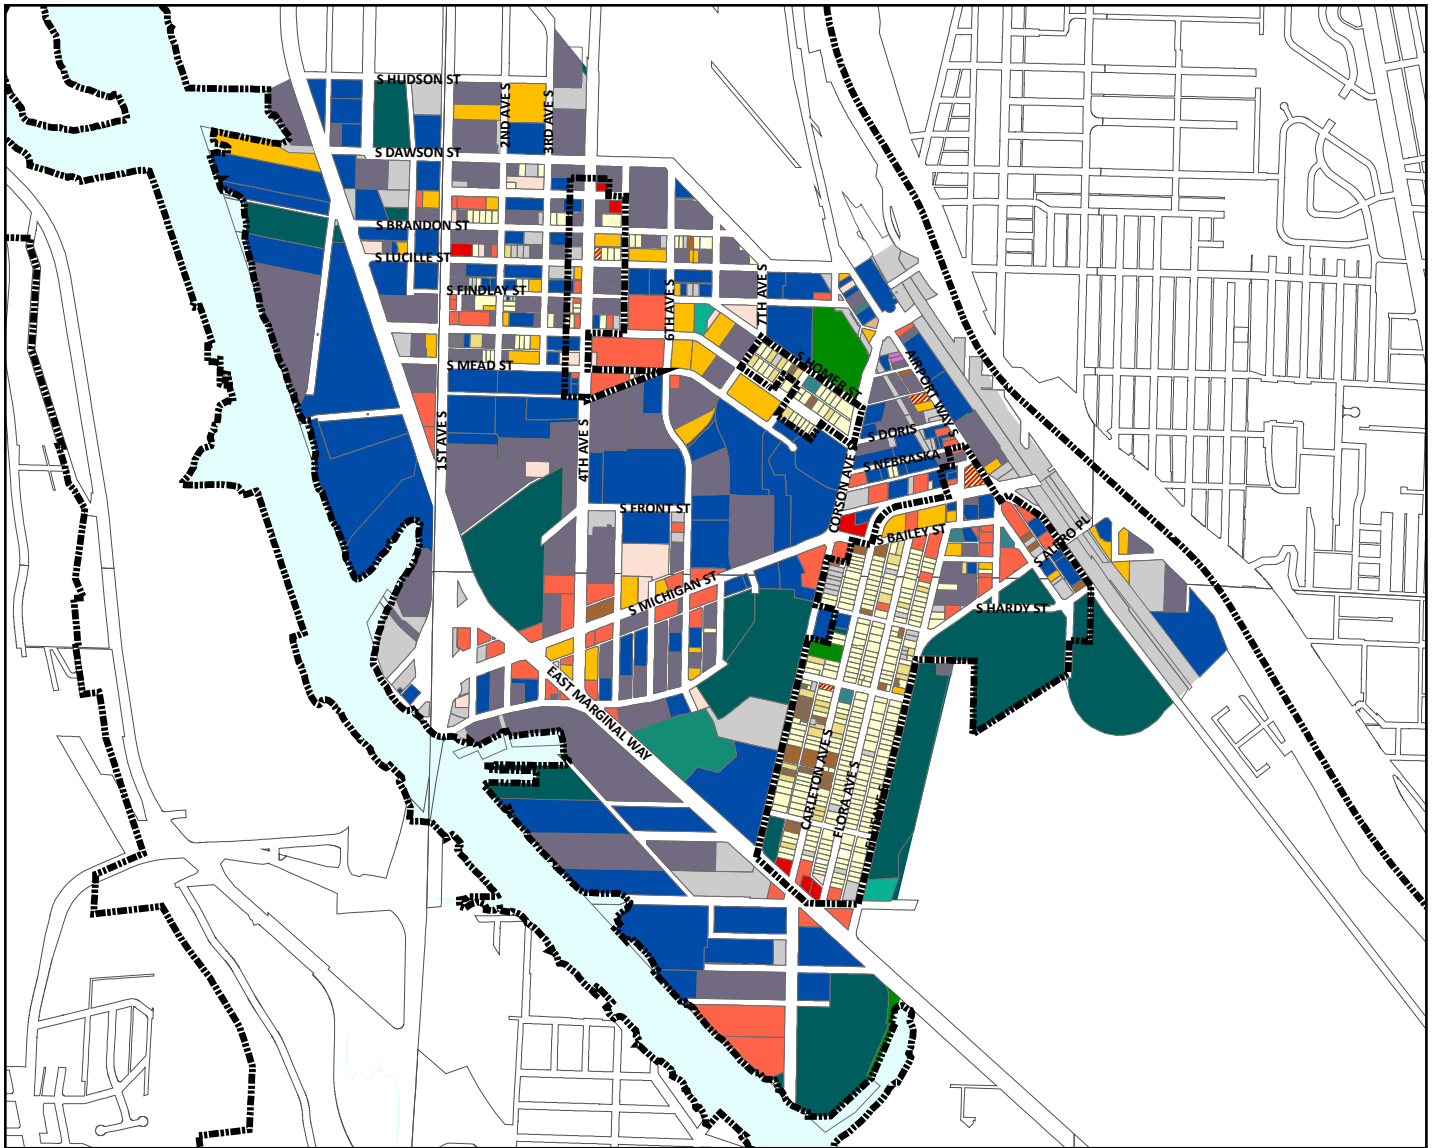 S HUDSON ST
2ND AVE S
3RD AVE S
S DAWSON ST
S BRANDON ST
S LUCILLE ST
S FINDLAY ST
6TH AVE S
7TH AVE S
S MEAD ST
S HOMER ST
AIRPORT WAY S
1ST AVE S
4TH AVE S
S DORIS
S NEBRASKA
CORSON AVE S
S FRONT ST
S BAILEY ST
S ALBRO PL
S MICHIGAN ST
S HARDY ST
EAST MARGINAL WAY
CARLETON AVE S
FLORA AVE S